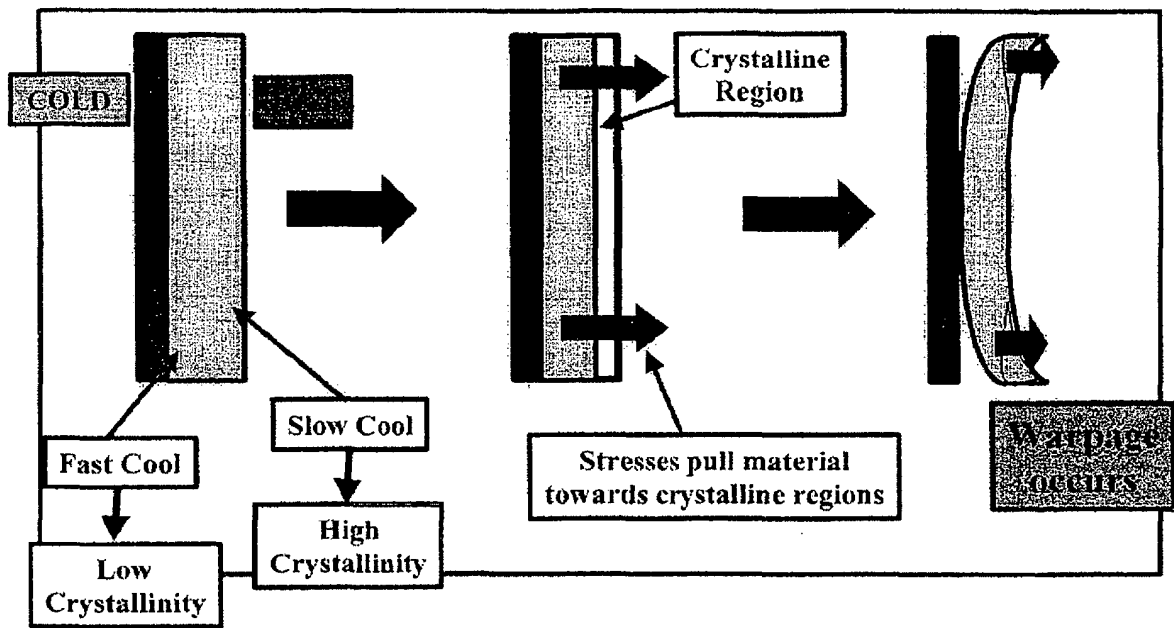 COLD
Crystalline
Region
Slow Cool
Fast Cool
Stresses pull material
towards crystalline regions
Warpage
occurs
High
Crystallinity
Low
Crystallinity